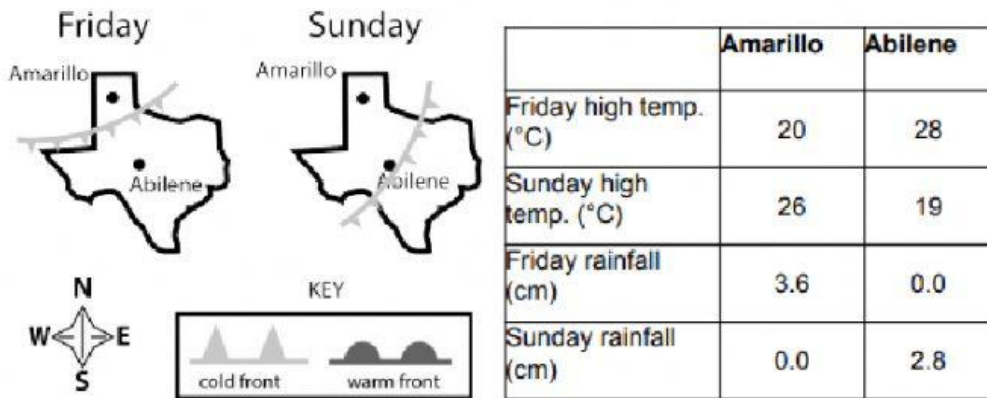 Friday
Sunday
Amarillo
Abilene
Amarillo
Abilene
N
W E
S
KEY
cold front
warm front
Amarillo Abilene
Friday high temp.
(°C) 20 28
Sunday high
temp. (°C) 26 19
Friday rainfall
(cm) 3.6 0.0
Sunday rainfall
(cm) 0.0 2.8